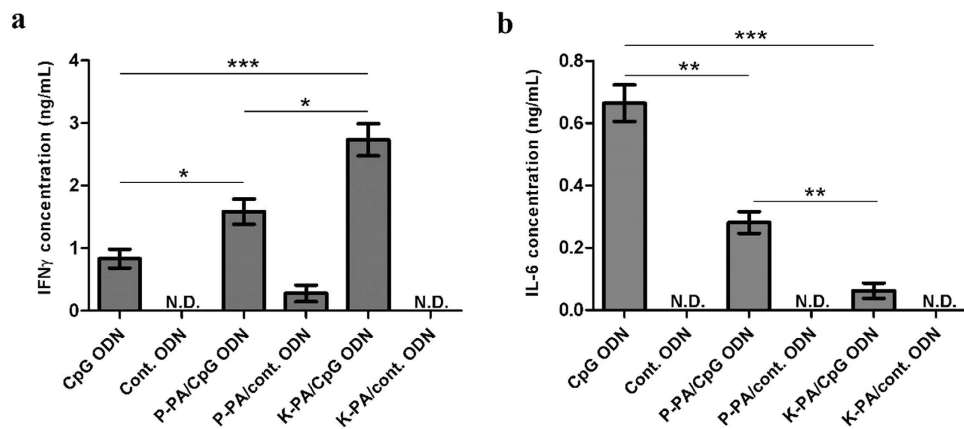 a
IFNγ concentration (ng/mL)
4
3
2
1
0
***
*
*
N.D.
N.D.
CpG ODN
Cont. ODN
P-PA/CpG ODN
P-PA/cont. ODN
K-PA/CpG ODN
K-PA/cont. ODN
b
IL-6 concentration (ng/mL)
0.8
0.6
0.4
0.2
0.0
***
**
**
N.D.
N.D.
N.D.
CpG ODN
Cont. ODN
P-PA/CpG ODN
P-PA/cont. ODN
K-PA/CpG ODN
K-PA/cont. ODN